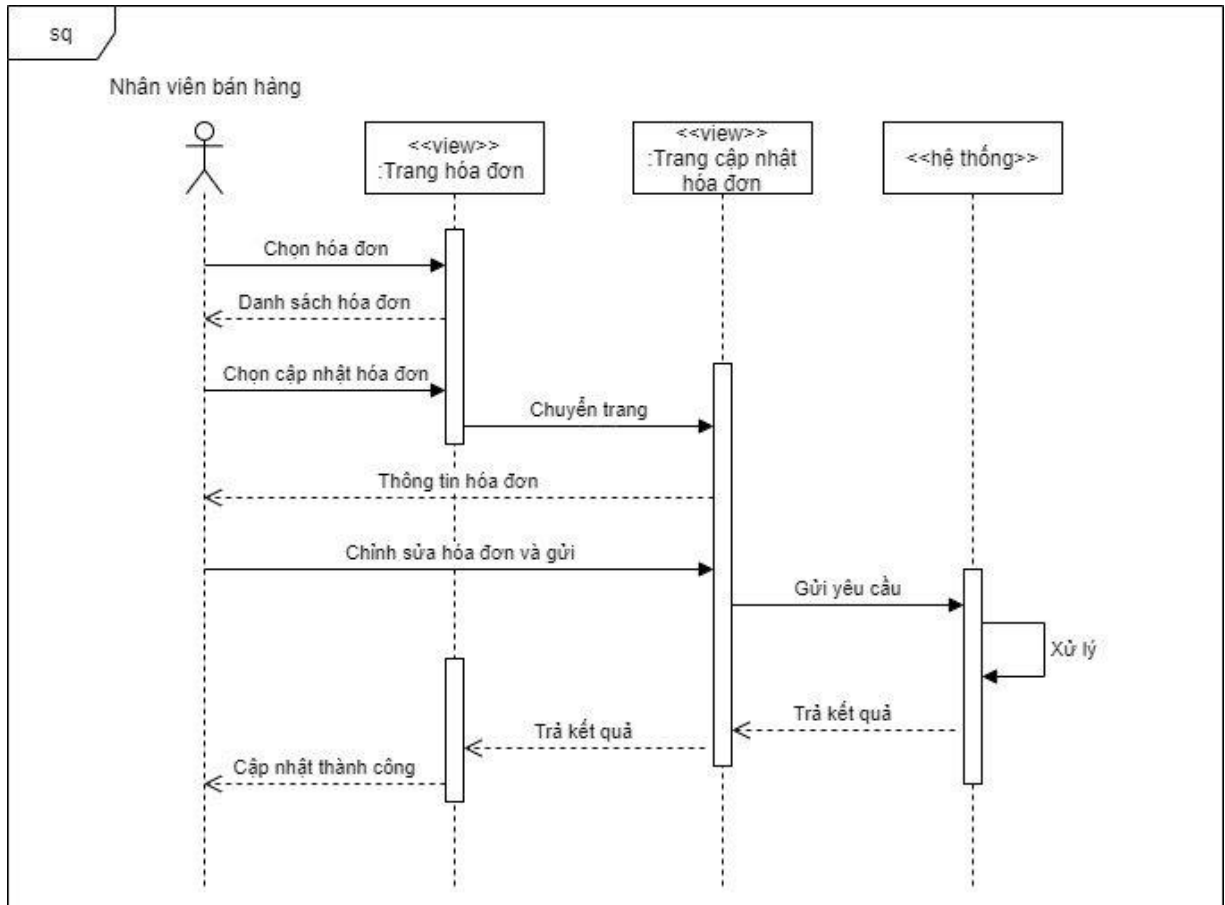 sq
Nhân viên bán hàng
<<view>>
:Trang hóa đơn
<<view>>
:Trang cập nhật
hóa đơn
<<hệ thống>>
Chọn hóa đơn
Danh sách hóa đơn
Chọn cập nhật hóa đơn
Chuyển trang
Thông tin hóa đơn
Chỉnh sửa hóa đơn và gửi
Gửi yêu cầu
Xử lý
Trả kết quả
Trả kết quả
Cập nhật thành công